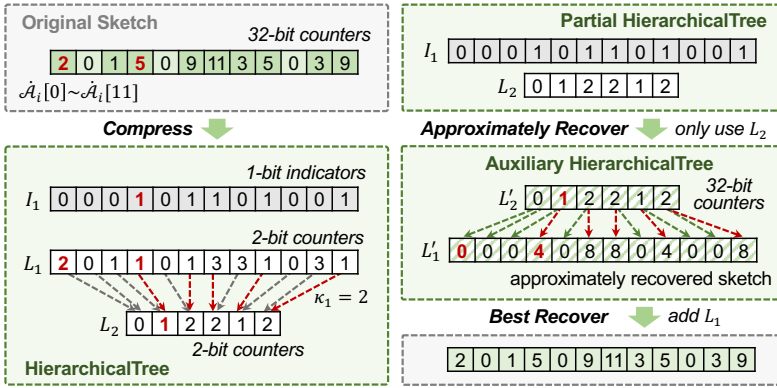 Original Sketch
32-bit counters
2 0 1 5 0 9 11 3 5 0 3 9
𝒜̇ᵢ[0]~𝒜̇ᵢ[11]
Compress
1-bit indicators
I₁ 0 0 0 1 0 1 1 0 1 0 0 1
2-bit counters
L₁ 2 0 1 1 0 1 3 3 1 0 3 1
κ₁ = 2
L₂ 0 1 2 2 1 2
2-bit counters
HierarchicalTree
Partial HierarchicalTree
I₁ 0 0 0 1 0 1 1 0 1 0 0 1
L₂ 0 1 2 2 1 2
Approximately Recover only use L₂
Auxiliary HierarchicalTree
L′₂ 0 1 2 2 1 2
32-bit
counters
L′₁ 0 0 0 4 0 8 8 0 4 0 0 8
approximately recovered sketch
Best Recover add L₁
2 0 1 5 0 9 11 3 5 0 3 9